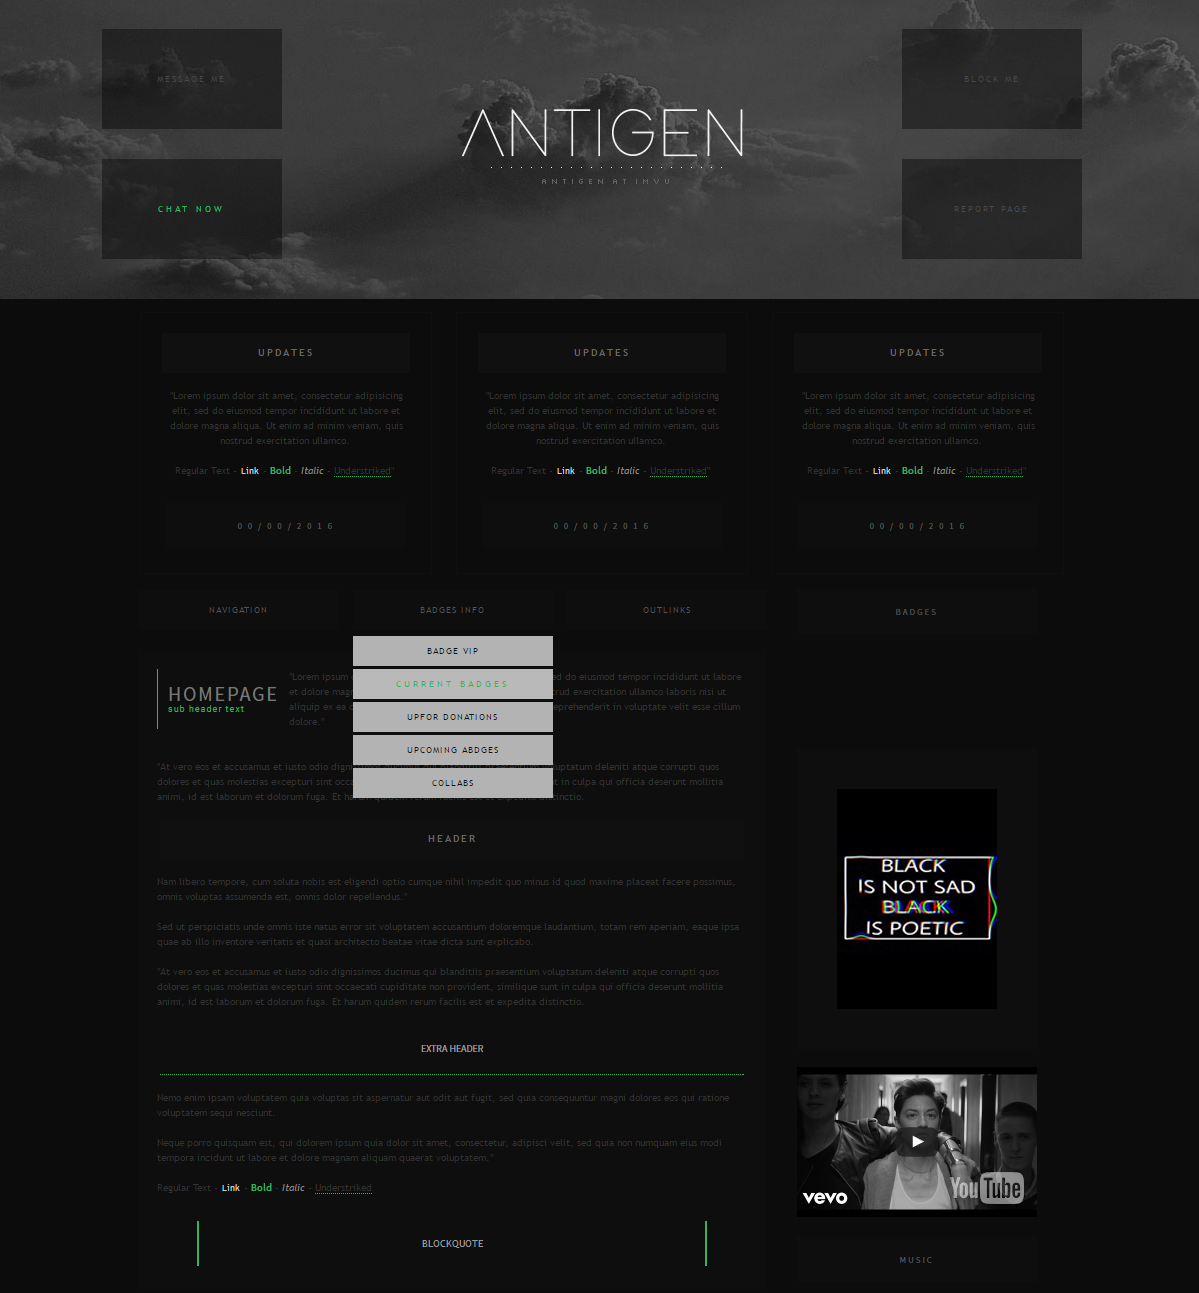 MESSAGE ME
BLOCK ME
ANTIGEN
ANTIGEN AT IMVU
CHAT NOW
REPORT PAGE
UPDATES
"Lorem ipsum dolor sit amet, consectetur adipisicing
elit, sed do eiusmod tempor incididunt ut labore et
dolore magna aliqua. Ut enim ad minim veniam, quis
nostrud exercitation ullamco.
Regular Text - Link - Bold - Italic - Understriked"
00/00/2016
UPDATES
"Lorem ipsum dolor sit amet, consectetur adipisicing
elit, sed do eiusmod tempor incididunt ut labore et
dolore magna aliqua. Ut enim ad minim veniam, quis
nostrud exercitation ullamco.
Regular Text - Link - Bold - Italic - Understriked"
00/00/2016
UPDATES
"Lorem ipsum dolor sit amet, consectetur adipisicing
elit, sed do eiusmod tempor incididunt ut labore et
dolore magna aliqua. Ut enim ad minim veniam, quis
nostrud exercitation ullamco.
Regular Text - Link - Bold - Italic - Understriked"
00/00/2016
NAVIGATION
BADGES INFO
OUTLINKS
BADGE VIP
CURRENT BADGES
UPFOR DONATIONS
UPCOMING ABDGES
COLLABS
HOMEPAGE
sub header text
"Lorem ipsum sed do eiusmod tempor incididunt ut labore
et dolore exercitation ullamco laboris nisi ut
aliquip ex ea reprehenderit in voluptate velit esse cillum
dolore."
"At vero eos et accusamus et iusto odio voluptatum deleniti atque corrupti quos
dolores et quas molestias excepturi sint in culpa qui officia deserunt mollitia
animi, id est laborum et dolorum fuga. Et harum quidem rerum facilis est et expedita distinctio.
HEADER
Nam libero tempore, cum soluta nobis est eligendi optio cumque nihil impedit quo minus id quod maxime placeat facere possimus,
omnis voluptas assumenda est, omnis dolor repellendus."
Sed ut perspiciatis unde omnis iste natus error sit voluptatem accusantium doloremque laudantium, totam rem aperiam, eaque ipsa
quae ab illo inventore veritatis et quasi architecto beatae vitae dicta sunt explicabo.
"At vero eos et accusamus et iusto odio dignissimos ducimus qui blanditiis praesentium voluptatum deleniti atque corrupti quos
dolores et quas molestias excepturi sint occaecati cupiditate non provident, similique sunt in culpa qui officia deserunt mollitia
animi, id est laborum et dolorum fuga. Et harum quidem rerum facilis est et expedita distinctio.
EXTRA HEADER
Nemo enim ipsam voluptatem quia voluptas sit aspernatur aut odit aut fugit, sed quia consequuntur magni dolores eos qui ratione
voluptatem sequi nesciunt.
Neque porro quisquam est, qui dolorem ipsum quia dolor sit amet, consectetur, adipisci velit, sed quia non numquam eius modi
tempora incidunt ut labore et dolore magnam aliquam quaerat voluptatem."
Regular Text - Link - Bold - Italic - Understriked
BLOCKQUOTE
BADGES
BLACK
IS NOT SAD
BLACK
IS POETIC
vevo
YouTube
MUSIC